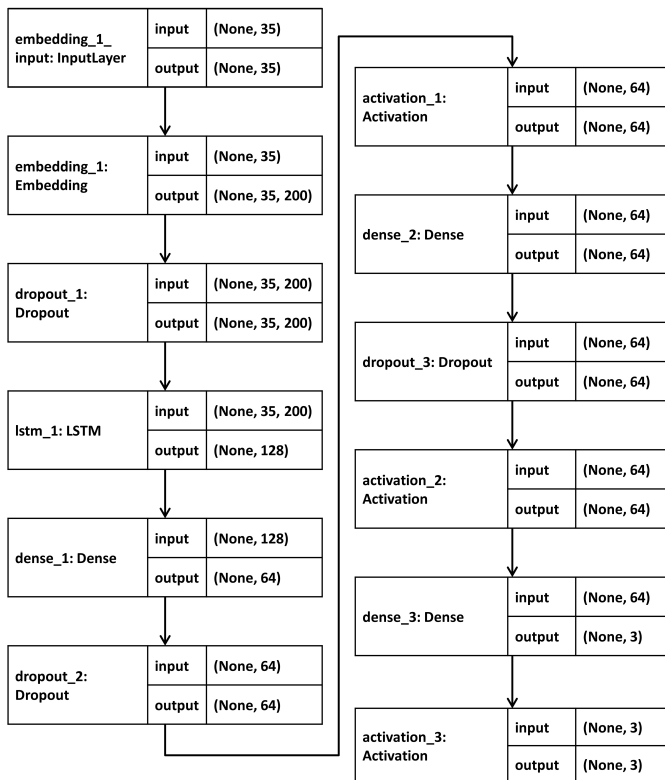 embedding_1_
input: InputLayer
input
(None, 35)
output
(None, 35)
embedding_1:
Embedding
input
(None, 35)
output
(None, 35, 200)
dropout_1:
Dropout
input
(None, 35, 200)
output
(None, 35, 200)
lstm_1: LSTM
input
(None, 35, 200)
output
(None, 128)
dense_1: Dense
input
(None, 128)
output
(None, 64)
dropout_2:
Dropout
input
(None, 64)
output
(None, 64)
activation_1:
Activation
input
(None, 64)
output
(None, 64)
dense_2: Dense
input
(None, 64)
output
(None, 64)
dropout_3: Dropout
input
(None, 64)
output
(None, 64)
activation_2:
Activation
input
(None, 64)
output
(None, 64)
dense_3: Dense
input
(None, 64)
output
(None, 3)
activation_3:
Activation
input
(None, 3)
output
(None, 3)